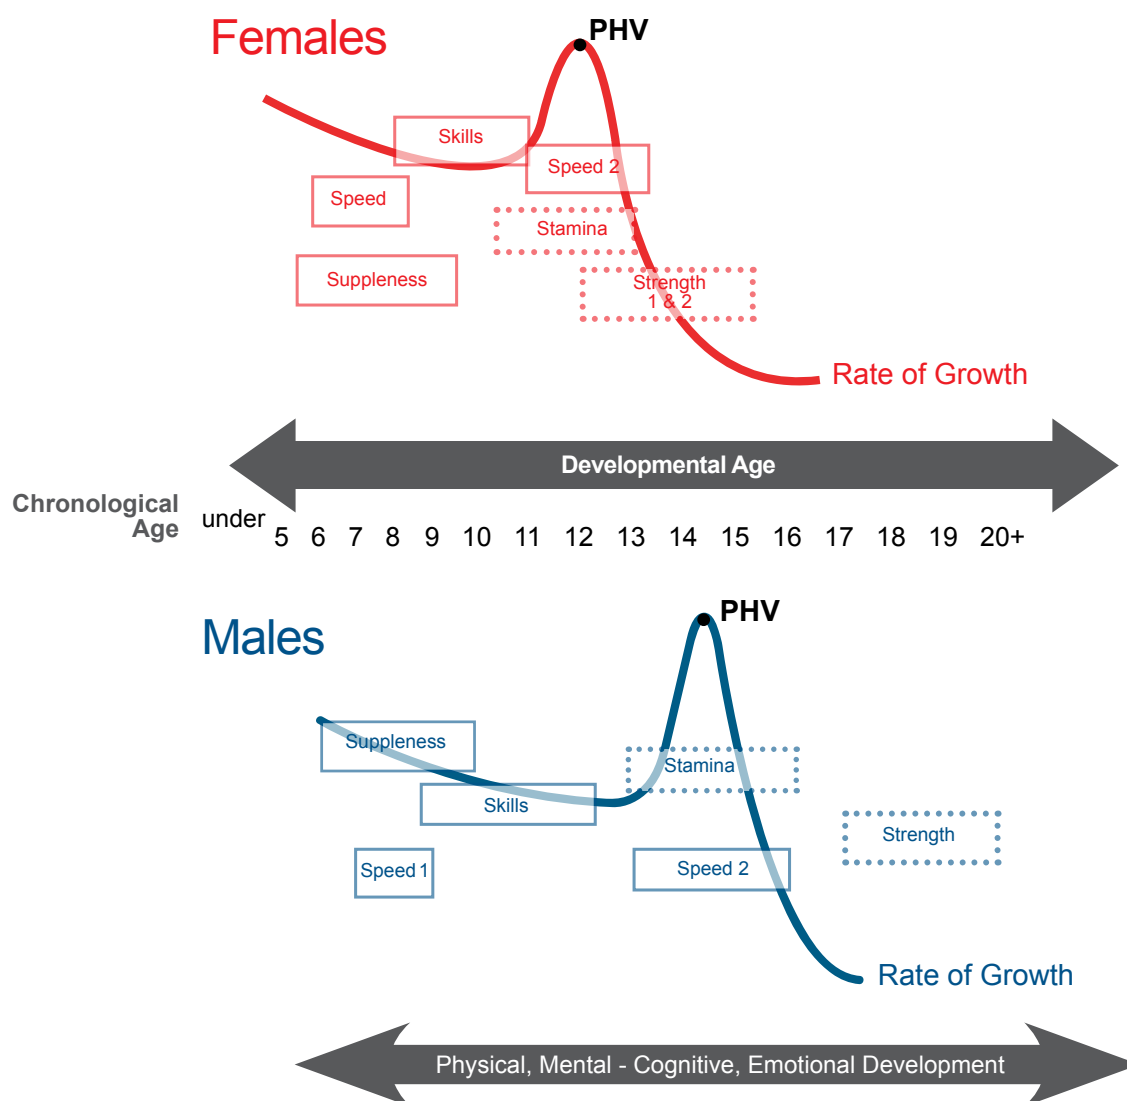 Females
PHV
Skills
Speed 2
Speed
Stamina
Suppleness
Strength
1 & 2
Rate of Growth
Developmental Age
Chronological
Age
under
5 6 7 8 9 10 11 12 13 14 15 16 17 18 19 20+
Males
PHV
Suppleness
Stamina
Skills
Strength
Speed 1
Speed 2
Rate of Growth
Physical, Mental - Cognitive, Emotional Development